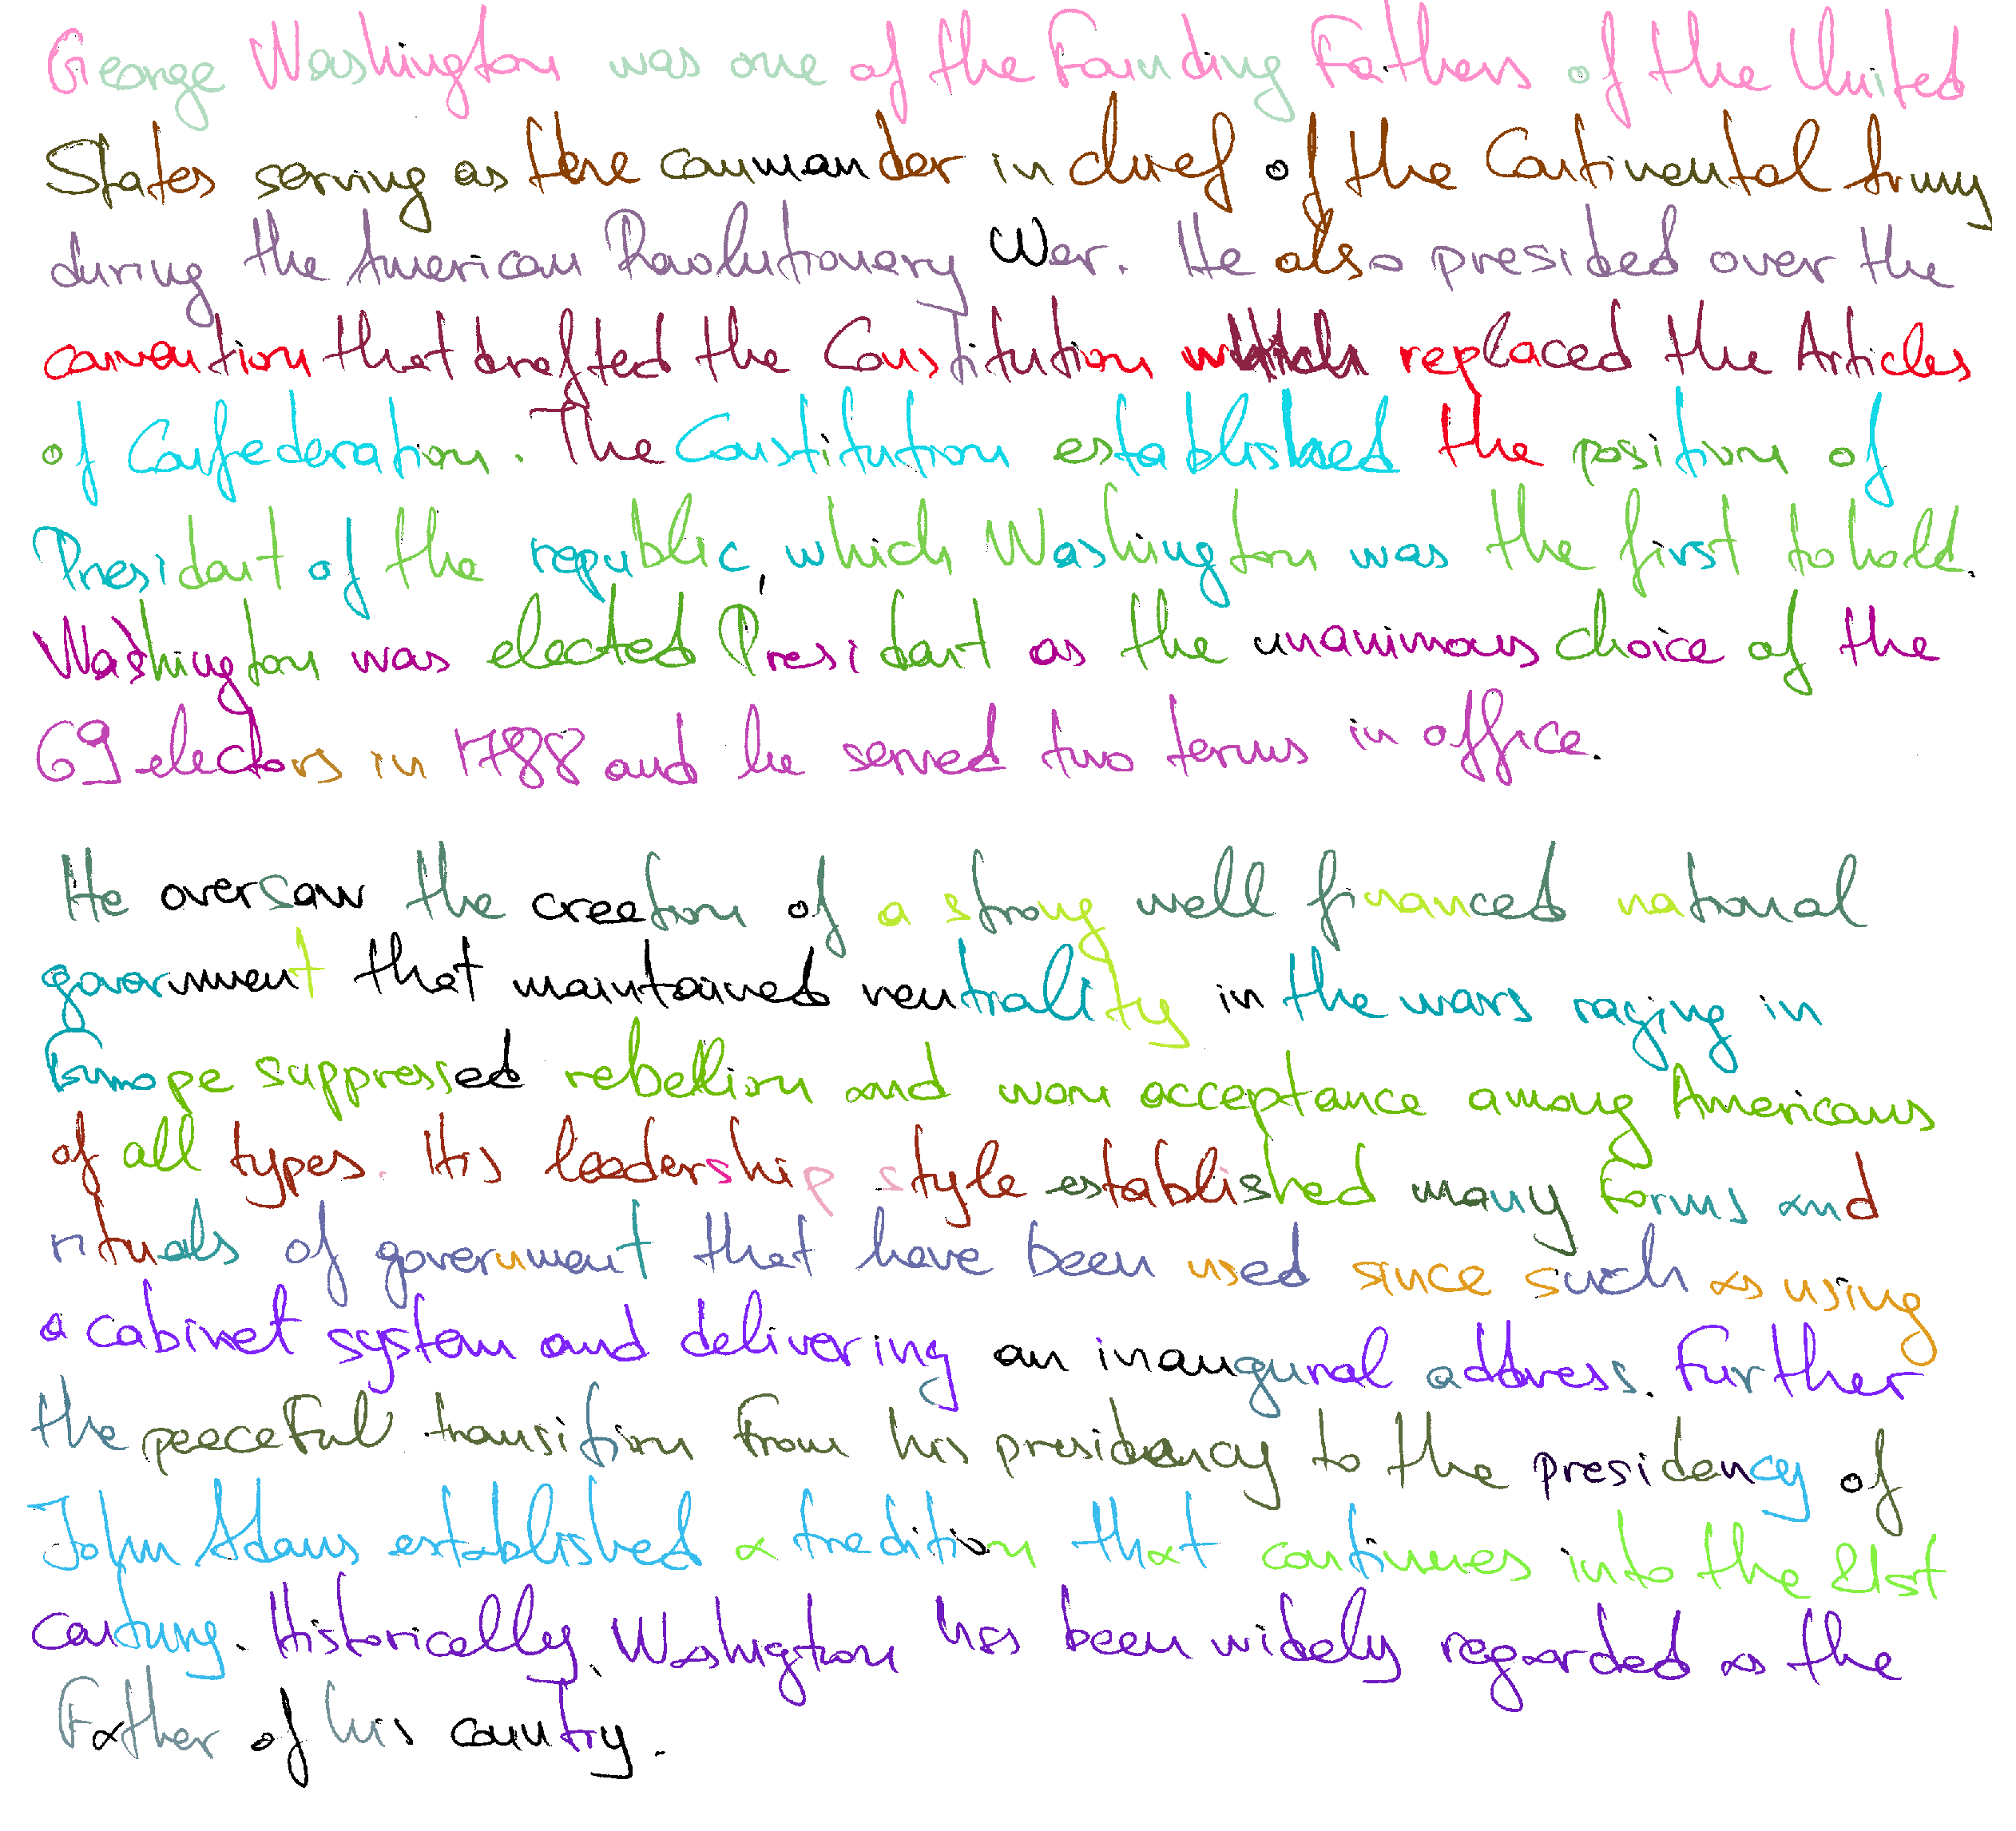 George Washington was one of the Founding Fathers of the United
States serving as the commander in chief of the Continental Army
during the American Revolutionary War. He also presided over the
convention that drafted the Constitution which replaced the Articles
of Confederation. The Constitution established the position of
President of the republic, which Washington was the first to hold.
Washington was elected President as the unanimous choice of the
69 electors in 1788 and he served two terms in office.
He oversaw the creation of a strong well financed national
government that maintained neutrality in the wars raging in
Europe suppressed rebellion and won acceptance among Americans
of all types. His leadership style established many forms and
rituals of government that have been used since such as using
a cabinet system and delivering an inaugural address. Further
the peaceful transition from his presidency to the presidency of
John Adams established a tradition that continues into the 21st
century. Historically, Washigton has been widely regarded as the
Father of his country.